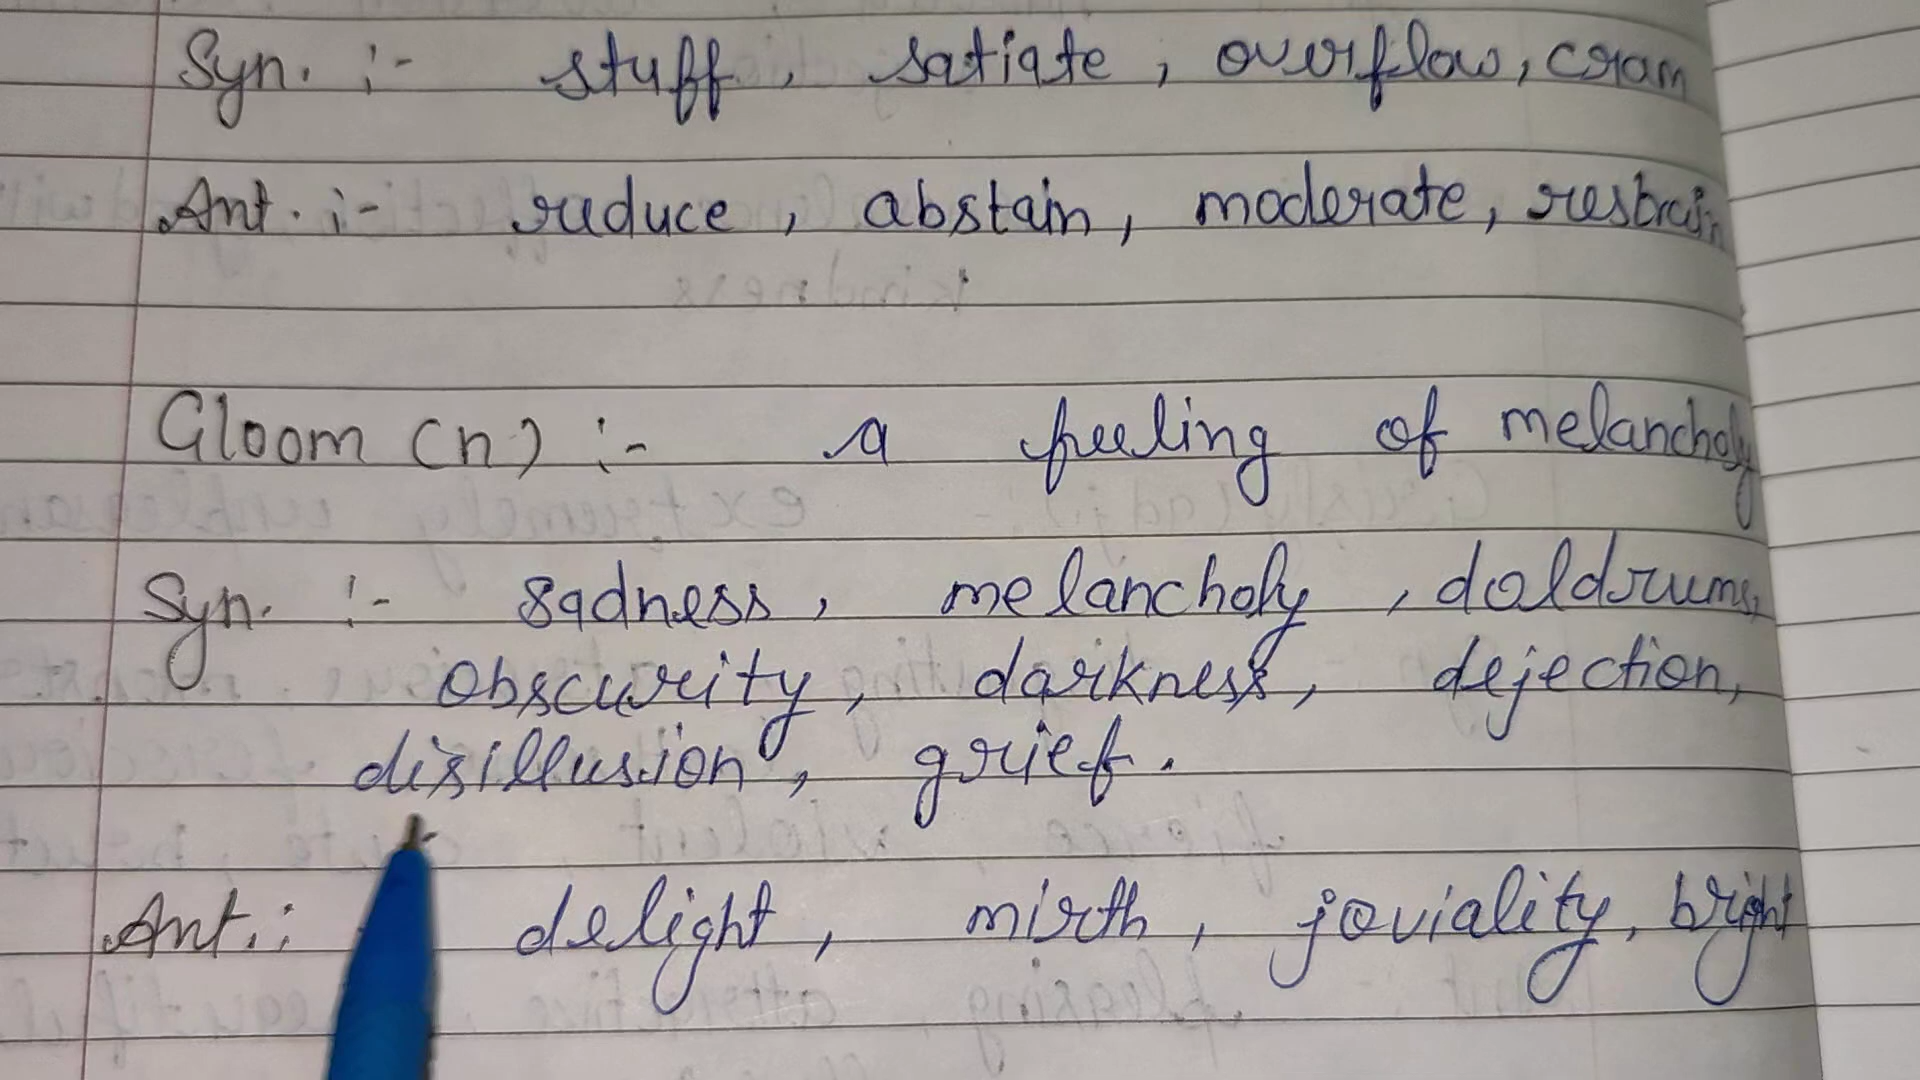 Syn. :- stuff, satiate, overflow, cram
Ant. :- reduce, abstain, moderate, restrain
Gloom (n) :- a feeling of melancholy
Syn. :- sadness, melancholy, doldrums,
obscurity, darkness, dejection,
disillusion, grief.
Ant. : delight, mirth, joviality, bright